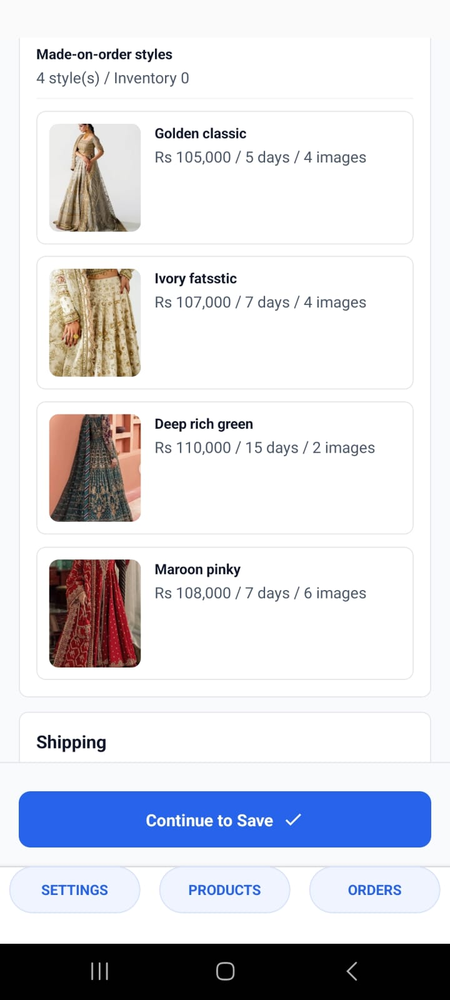 Made-on-order styles
4 style(s) / Inventory 0
Golden classic
Rs 105,000 / 5 days / 4 images
Ivory fatsstic
Rs 107,000 / 7 days / 4 images
Deep rich green
Rs 110,000 / 15 days / 2 images
Maroon pinky
Rs 108,000 / 7 days / 6 images
Shipping
Continue to Save
SETTINGS
PRODUCTS
ORDERS